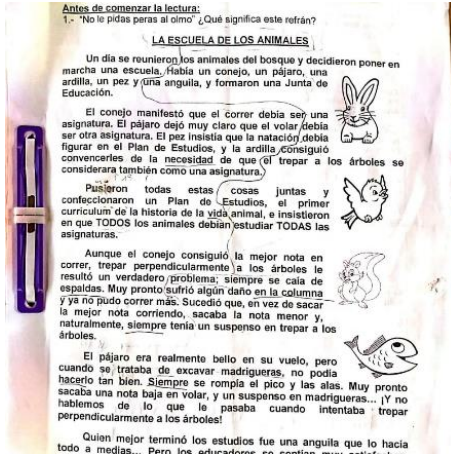 Antes de comenzar la lectura:
1.- "No le pidas peras al olmo" ¿Qué significa este refrán?
LA ESCUELA DE LOS ANIMALES
Un día se reunieron los animales del bosque y decidieron poner en
marcha una escuela. Había un conejo, un pájaro, una
ardilla, un pez y una anguila, y formaron una Junta de
Educación.
El conejo manifestó que el correr debía ser una
asignatura. El pájaro dejó muy claro que el volar debía
ser otra asignatura. El pez insistía que la natación debía
figurar en el Plan de Estudios, y la ardilla consiguió
convencerles de la necesidad de que el trepar a los árboles se
considerara también como una asignatura.
Pusieron todas estas cosas juntas y
confeccionaron un Plan de Estudios, el primer
curriculum de la historia de la vida animal, e insistieron
en que TODOS los animales debían estudiar TODAS las
asignaturas.
Aunque el conejo consiguió la mejor nota en
correr, trepar perpendicularmente a los árboles le
resultó un verdadero problema; siempre se caía de
espaldas. Muy pronto sufrió algún daño en la columna
y ya no pudo correr más. Sucedió que, en vez de sacar
la mejor nota corriendo, sacaba la nota menor y,
naturalmente, siempre tenía un suspenso en trepar a los
árboles.
El pájaro era realmente bello en su vuelo, pero
cuando se trataba de excavar madrigueras, no podía
hacerlo tan bien. Siempre se rompía el pico y las alas. Muy pronto
sacaba una nota baja en volar, y un suspenso en madrigueras... ¡Y no
hablemos de lo que le pasaba cuando intentaba trepar
perpendicularmente a los árboles!
Quien mejor terminó los estudios fue una anguila que lo hacía
todo a medias... Pero los educadores se sentían muy